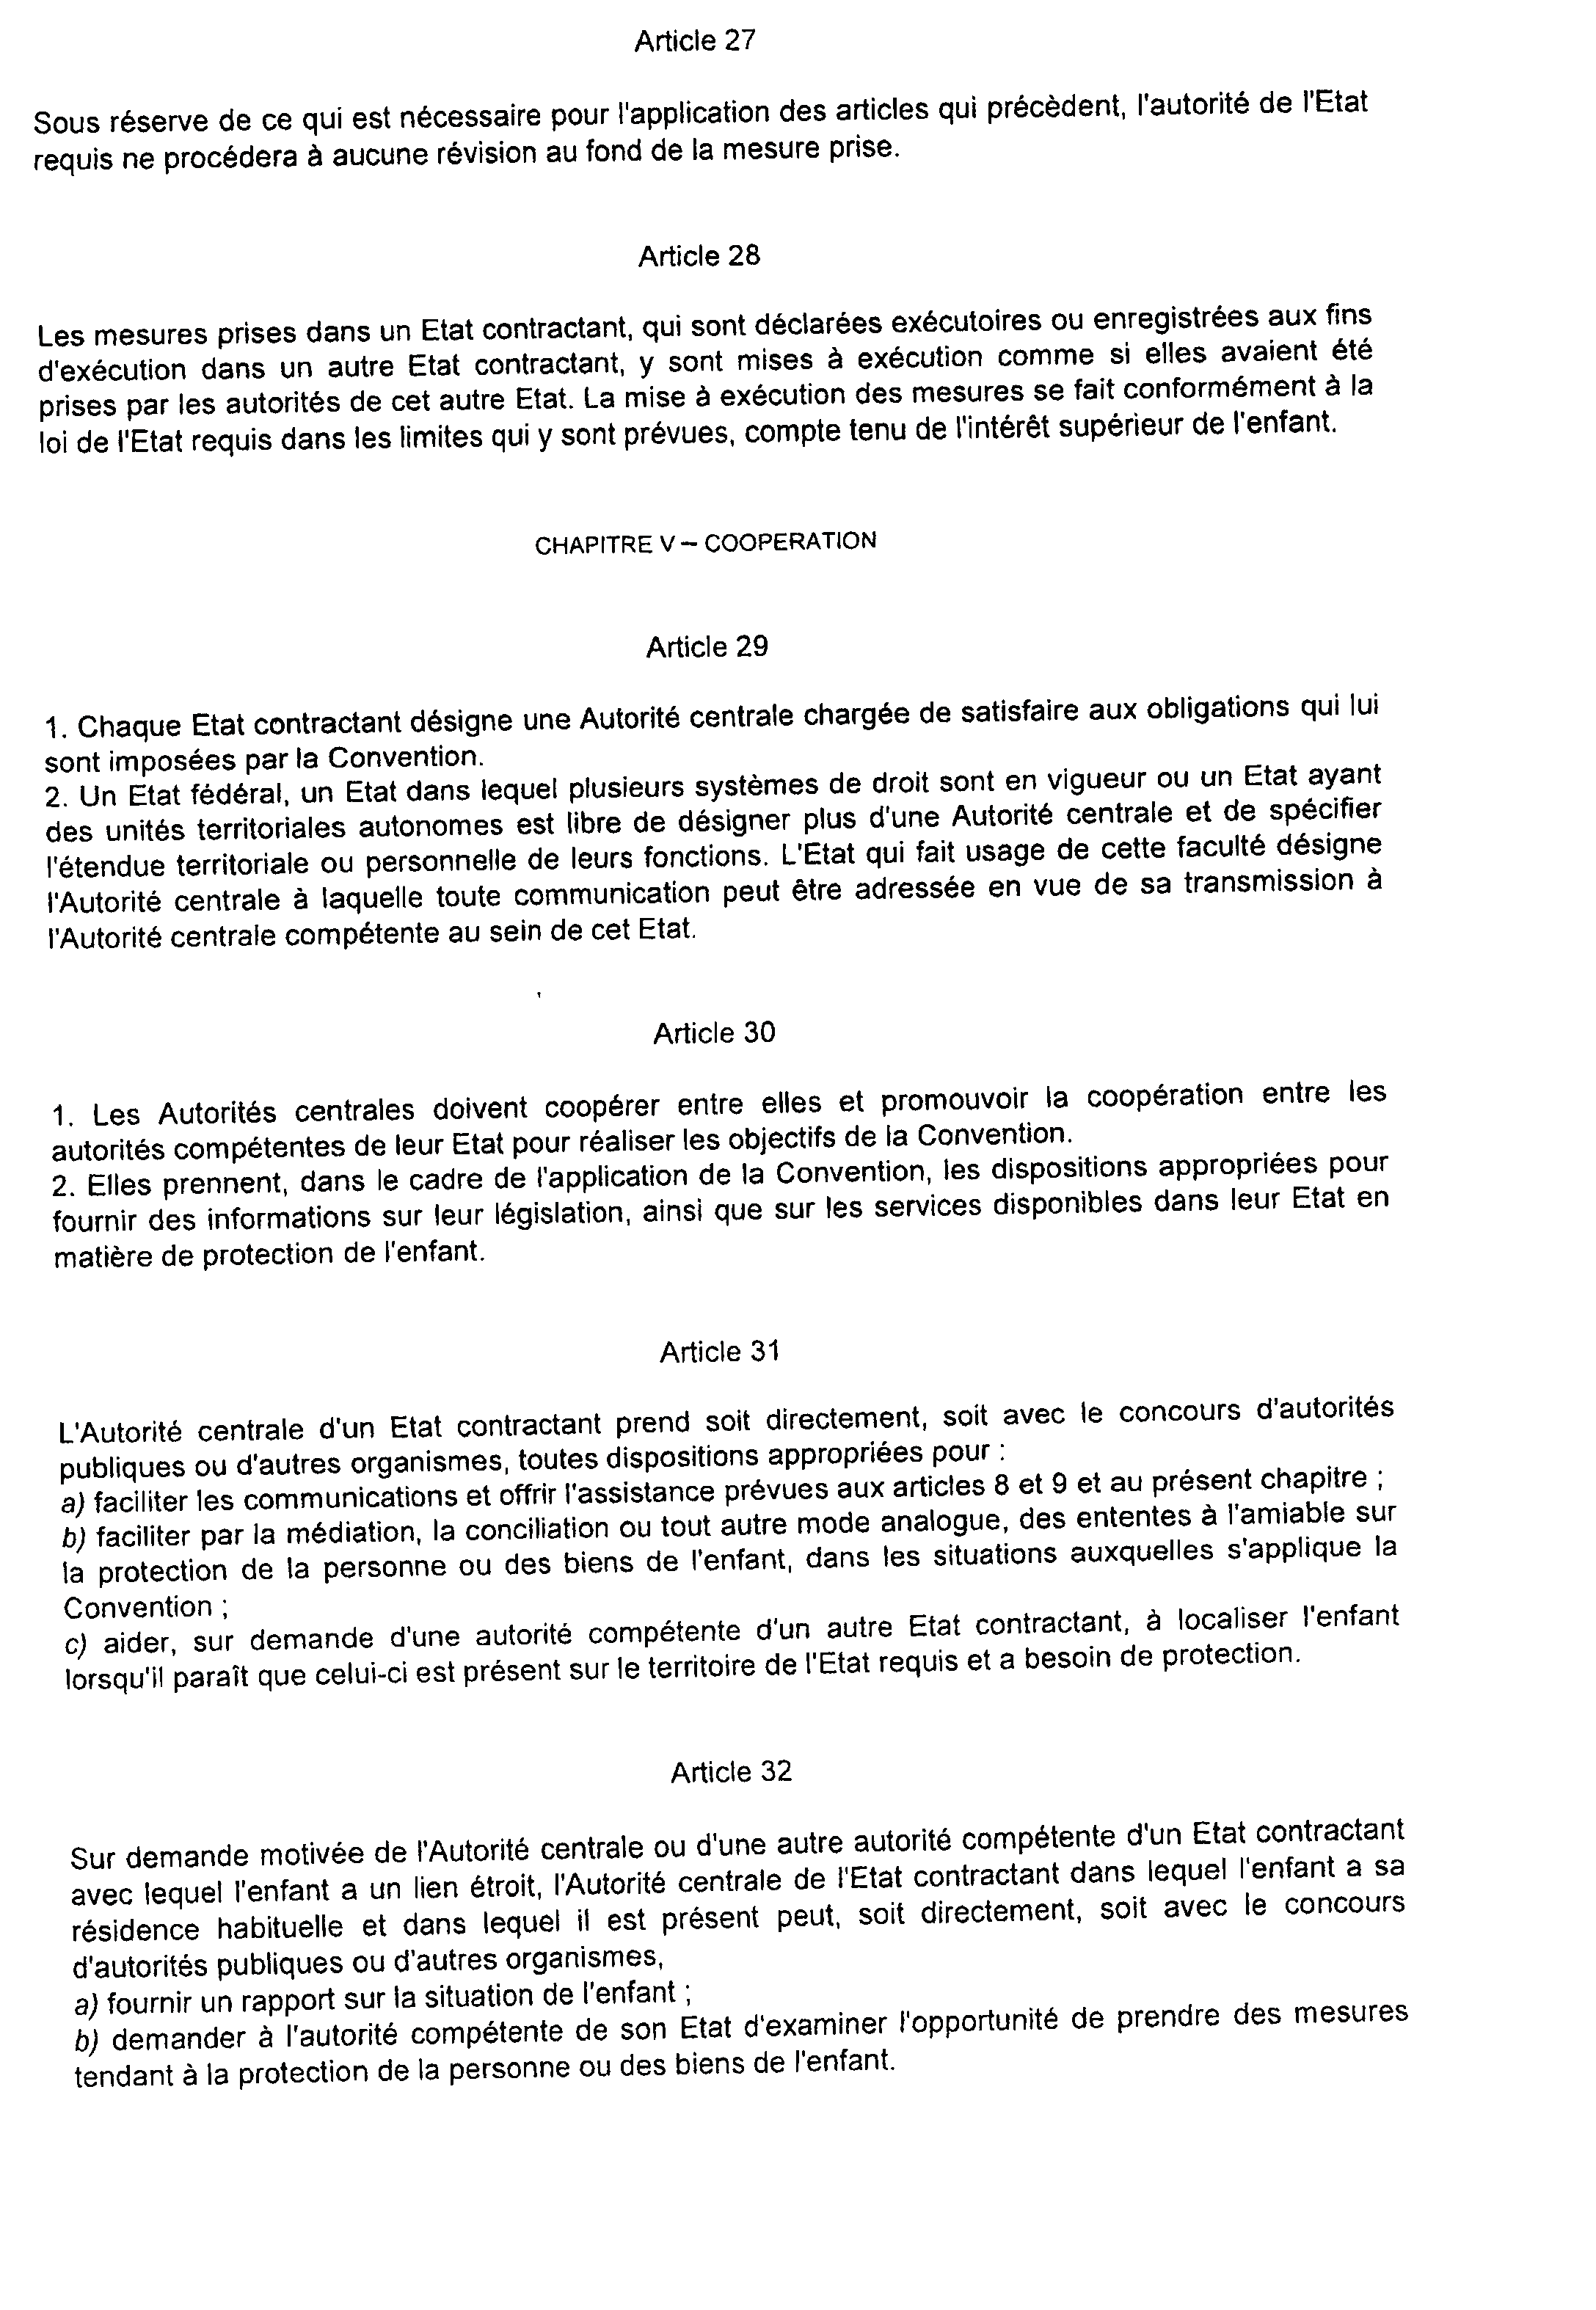 Article 27
Sous réserve de ce qui est nécessaire pour l'application des articles qui précèdent, l'autorité de l'Etat
requis ne procédera à aucune révision au fond de la mesure prise.
Article 28
Les mesures prises dans un Etat contractant, qui sont déclarées exécutoires ou enregistrées aux fins
d'exécution dans un autre Etat contractant, y sont mises à exécution comme si elles avaient été
prises par les autorités de cet autre Etat. La mise à exécution des mesures se fait conformément à la
loi de l'Etat requis dans les limites qui y sont prévues, compte tenu de l'intérêt supérieur de l'enfant.
CHAPITRE V – COOPERATION
Article 29
1. Chaque Etat contractant désigne une Autorité centrale chargée de satisfaire aux obligations qui lui
sont imposées par la Convention.
2. Un Etat fédéral, un Etat dans lequel plusieurs systèmes de droit sont en vigueur ou un Etat ayant
des unités territoriales autonomes est libre de désigner plus d'une Autorité centrale et de spécifier
l'étendue territoriale ou personnelle de leurs fonctions. L'Etat qui fait usage de cette faculté désigne
l'Autorité centrale à laquelle toute communication peut être adressée en vue de sa transmission à
l'Autorité centrale compétente au sein de cet Etat.
Article 30
1. Les Autorités centrales doivent coopérer entre elles et promouvoir la coopération entre les
autorités compétentes de leur Etat pour réaliser les objectifs de la Convention.
2. Elles prennent, dans le cadre de l'application de la Convention, les dispositions appropriées pour
fournir des informations sur leur législation, ainsi que sur les services disponibles dans leur Etat en
matière de protection de l'enfant.
Article 31
L'Autorité centrale d'un Etat contractant prend soit directement, soit avec le concours d'autorités
publiques ou d'autres organismes, toutes dispositions appropriées pour :
a) faciliter les communications et offrir l'assistance prévues aux articles 8 et 9 et au présent chapitre ;
b) faciliter par la médiation, la conciliation ou tout autre mode analogue, des ententes à l'amiable sur
la protection de la personne ou des biens de l'enfant, dans les situations auxquelles s'applique la
Convention ;
c) aider, sur demande d'une autorité compétente d'un autre Etat contractant, à localiser l'enfant
lorsqu'il paraît que celui-ci est présent sur le territoire de l'Etat requis et a besoin de protection.
Article 32
Sur demande motivée de l'Autorité centrale ou d'une autre autorité compétente d'un Etat contractant
avec lequel l'enfant a un lien étroit, l'Autorité centrale de l'Etat contractant dans lequel l'enfant a sa
résidence habituelle et dans lequel il est présent peut, soit directement, soit avec le concours
d'autorités publiques ou d'autres organismes,
a) fournir un rapport sur la situation de l'enfant ;
b) demander à l'autorité compétente de son Etat d'examiner l'opportunité de prendre des mesures
tendant à la protection de la personne ou des biens de l'enfant.